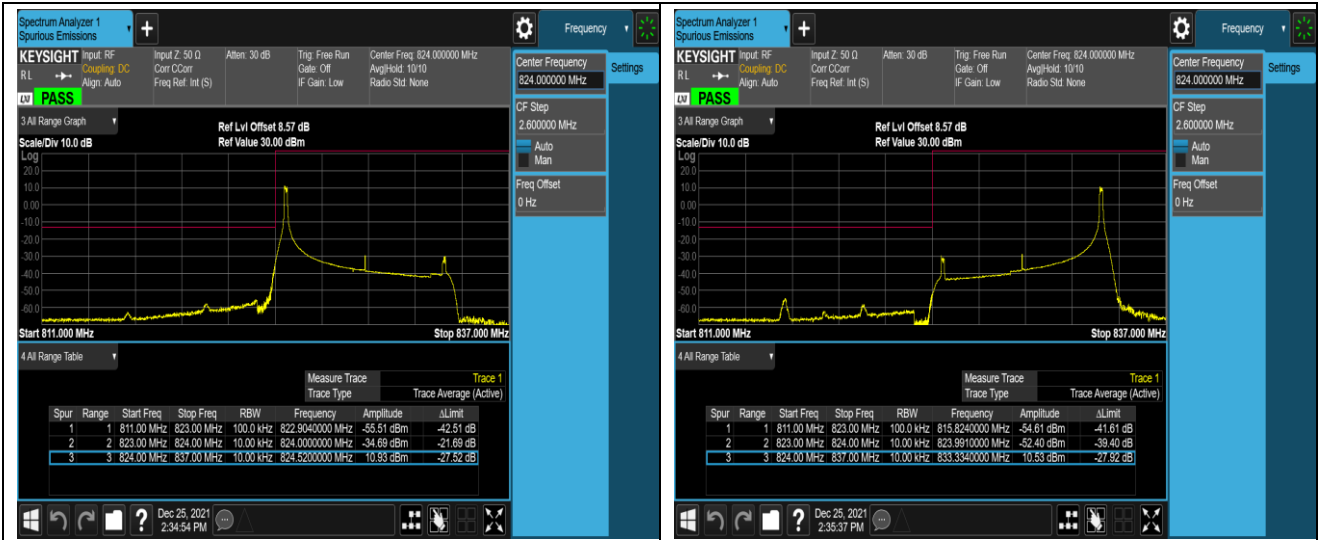 Spectrum Analyzer 1
Spurious Emissions
+
Frequency
KEYSIGHT Input: RF Input Z: 50 Ω Atten: 30 dB Trig: Free Run Center Freq: 824.000000 MHz
R L Coupling: DC Corr CCorr Gate: Off Avg|Hold: 10/10
Align: Auto Freq Ref: Int (S) IF Gain: Low Radio Std: None
LXI PASS
Center Frequency
824.000000 MHz
Settings
CF Step
2.600000 MHz
Auto
Man
Freq Offset
0 Hz
3 All Range Graph
Ref Lvl Offset 8.57 dB
Scale/Div 10.0 dB Ref Value 30.00 dBm
Log
20.0
10.0
0.00
-10.0
-20.0
-30.0
-40.0
-50.0
-60.0
Start 811.000 MHz Stop 837.000 MHz
4 All Range Table
Measure Trace Trace 1
Trace Type Trace Average (Active)
Spur Range Start Freq Stop Freq RBW Frequency Amplitude ΔLimit
1 1 811.00 MHz 823.00 MHz 100.0 kHz 822.9040000 MHz -55.51 dBm -42.51 dB
2 2 823.00 MHz 824.00 MHz 10.00 kHz 824.0000000 MHz -34.69 dBm -21.69 dB
3 3 824.00 MHz 837.00 MHz 10.00 kHz 824.5200000 MHz 10.93 dBm -27.52 dB
?
Dec 25, 2021
2:34:54 PM
Spectrum Analyzer 1
Spurious Emissions
+
Frequency
KEYSIGHT Input: RF Input Z: 50 Ω Atten: 30 dB Trig: Free Run Center Freq: 824.000000 MHz
R L Coupling: DC Corr CCorr Gate: Off Avg|Hold: 10/10
Align: Auto Freq Ref: Int (S) IF Gain: Low Radio Std: None
LXI PASS
Center Frequency
824.000000 MHz
Settings
CF Step
2.600000 MHz
Auto
Man
Freq Offset
0 Hz
3 All Range Graph
Ref Lvl Offset 8.57 dB
Scale/Div 10.0 dB Ref Value 30.00 dBm
Log
20.0
10.0
0.00
-10.0
-20.0
-30.0
-40.0
-50.0
-60.0
Start 811.000 MHz Stop 837.000 MHz
4 All Range Table
Measure Trace Trace 1
Trace Type Trace Average (Active)
Spur Range Start Freq Stop Freq RBW Frequency Amplitude ΔLimit
1 1 811.00 MHz 823.00 MHz 100.0 kHz 815.8240000 MHz -54.61 dBm -41.61 dB
2 2 823.00 MHz 824.00 MHz 10.00 kHz 823.9910000 MHz -52.40 dBm -39.40 dB
3 3 824.00 MHz 837.00 MHz 10.00 kHz 833.3340000 MHz 10.53 dBm -27.92 dB
?
Dec 25, 2021
2:35:37 PM